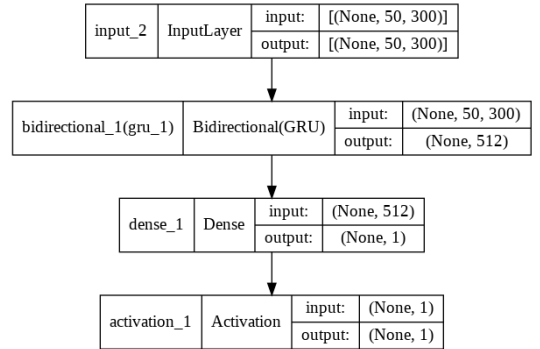 input_2 InputLayer input: [(None, 50, 300)]
output: [(None, 50, 300)]
bidirectional_1(gru_1) Bidirectional(GRU) input: (None, 50, 300)
output: (None, 512)
dense_1 Dense input: (None, 512)
output: (None, 1)
activation_1 Activation input: (None, 1)
output: (None, 1)